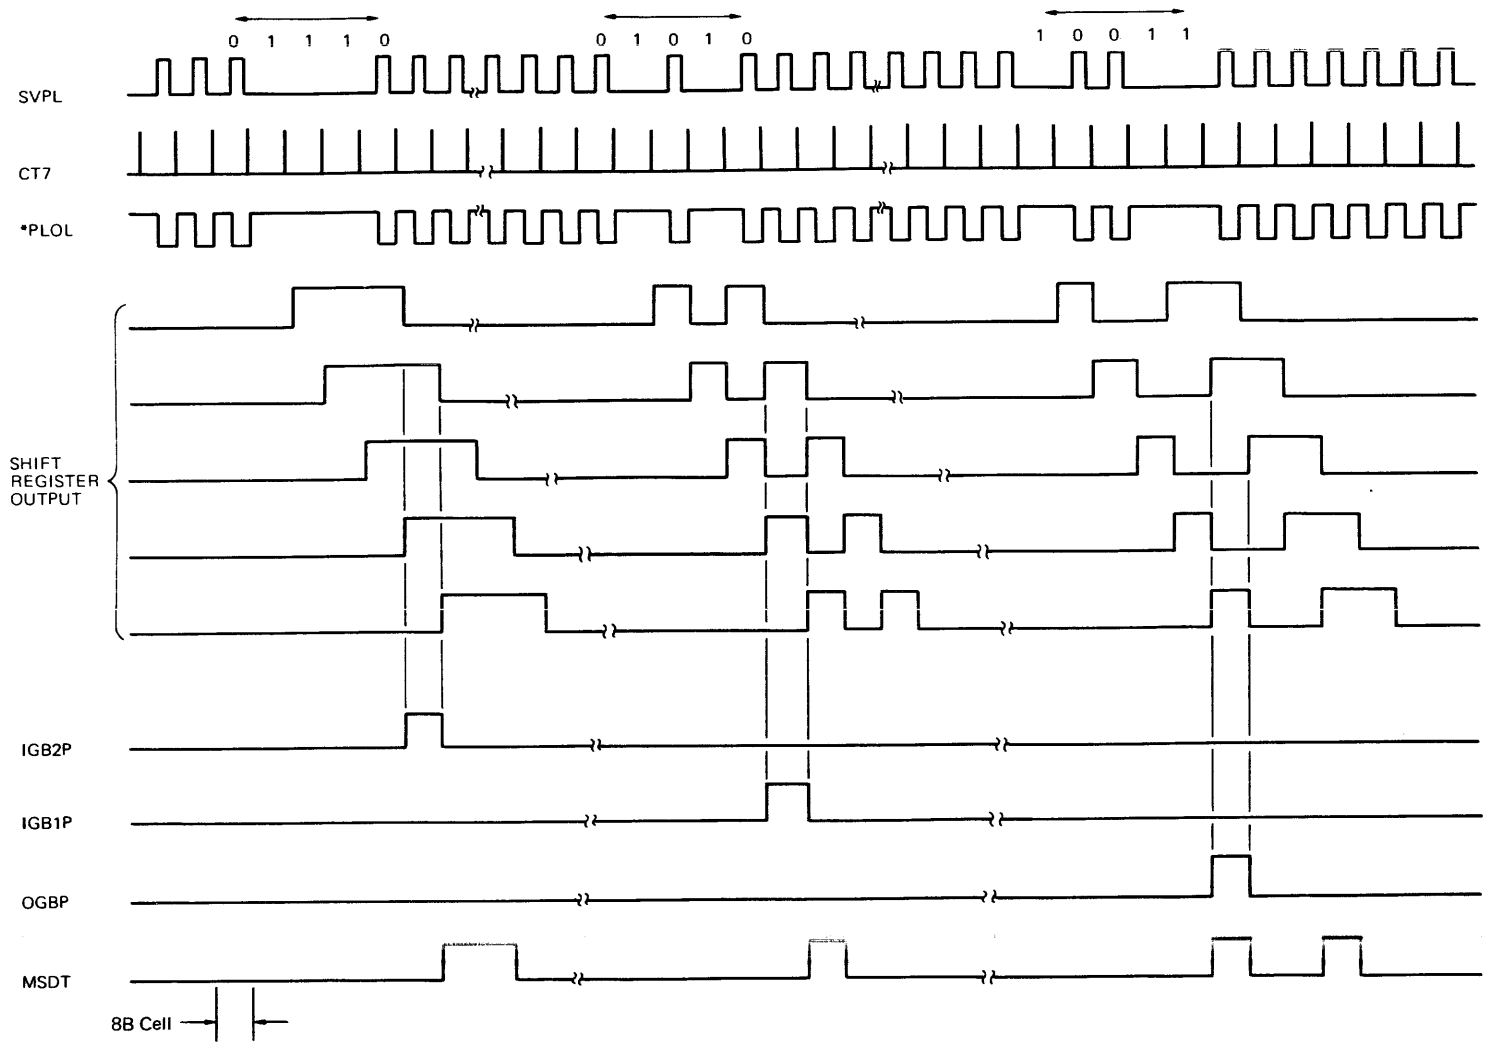 0 1 1 1 0
0 1 0 1 0
1 0 0 1 1
SVPL
CT7
*PLOL
SHIFT
REGISTER
OUTPUT
IGB2P
IGB1P
OGBP
MSDT
8B Cell